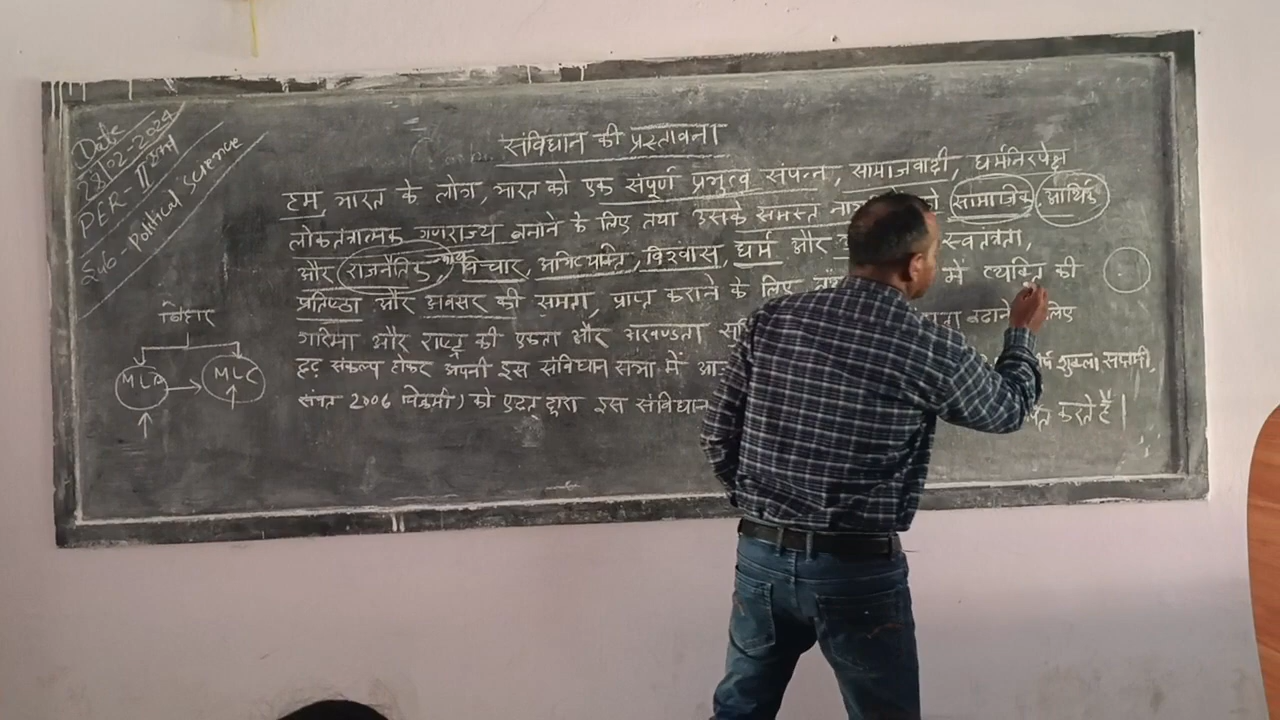 Date
28/02-2024
PER-II
Sub-Political Science
संविधान की प्रस्तावना
हम, भारत के लोग, भारत को एक संपूर्ण प्रभुत्व संपन्न, सामाजवादी, धर्मनिरपेक्ष
लोकतंत्रात्मक गणराज्य बनाने के लिए तथा उसके समस्त को सामाजिक आर्थिक
और राजनैतिक विचार, अभिव्यक्ति, विश्वास, धर्म और स्वतंत्रता,
प्रतिष्ठा और अवसर की समता, प्राप्त कराने के लिए में व्यक्ति की
गरिमा और राष्ट्र की एकता और अखण्डता बढाने लिए
दृढ़ संकल्प होकर अपनी इस संविधान सभा में शुक्ला सप्तमी,
संवत 2006 विक्रमी) को एतद् द्वारा इस संविधान करते हैं।
बिहार
MLA
MLC